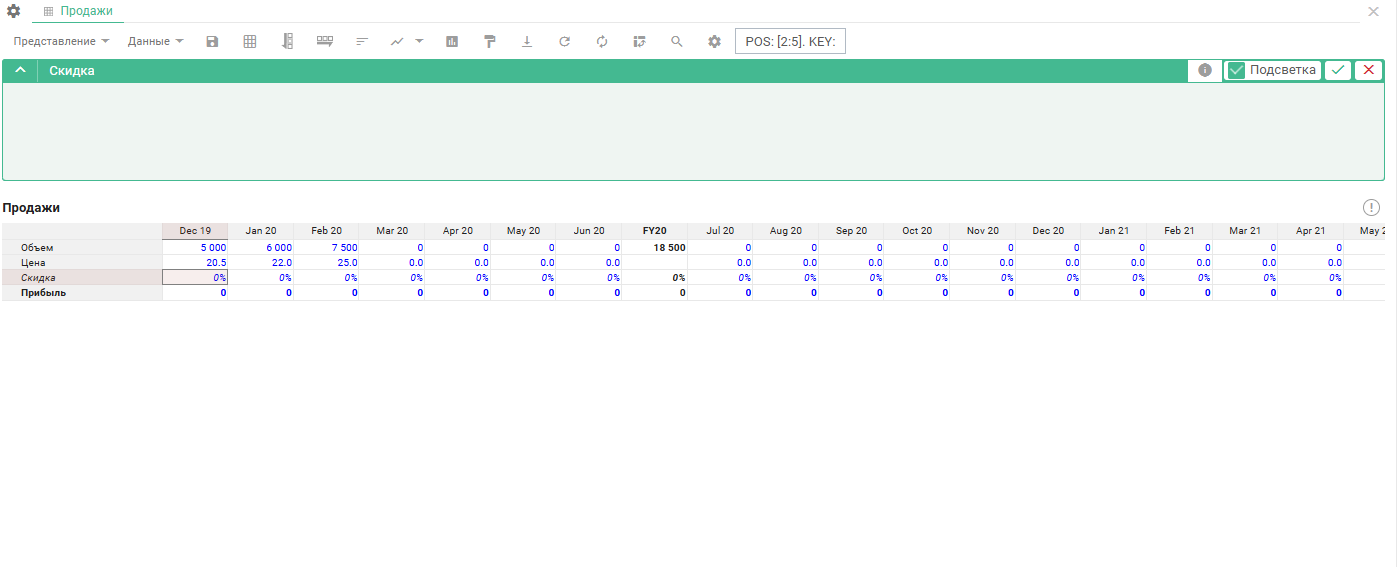 Продажи
Представление Данные POS: [2:5]. KEY:
Скидка Подсветка
Продажи
Dec 19 Jan 20 Feb 20 Mar 20 Apr 20 May 20 Jun 20 FY20 Jul 20 Aug 20 Sep 20 Oct 20 Nov 20 Dec 20 Jan 21 Feb 21 Mar 21 Apr 21 May 2
Объем 5 000 6 000 7 500 0 0 0 0 18 500 0 0 0 0 0 0 0 0 0 0
Цена 20.5 22.0 25.0 0.0 0.0 0.0 0.0 0.0 0.0 0.0 0.0 0.0 0.0 0.0 0.0 0.0 0.0
Скидка 0% 0% 0% 0% 0% 0% 0% 0% 0% 0% 0% 0% 0% 0% 0% 0% 0% 0%
Прибыль 0 0 0 0 0 0 0 0 0 0 0 0 0 0 0 0 0 0